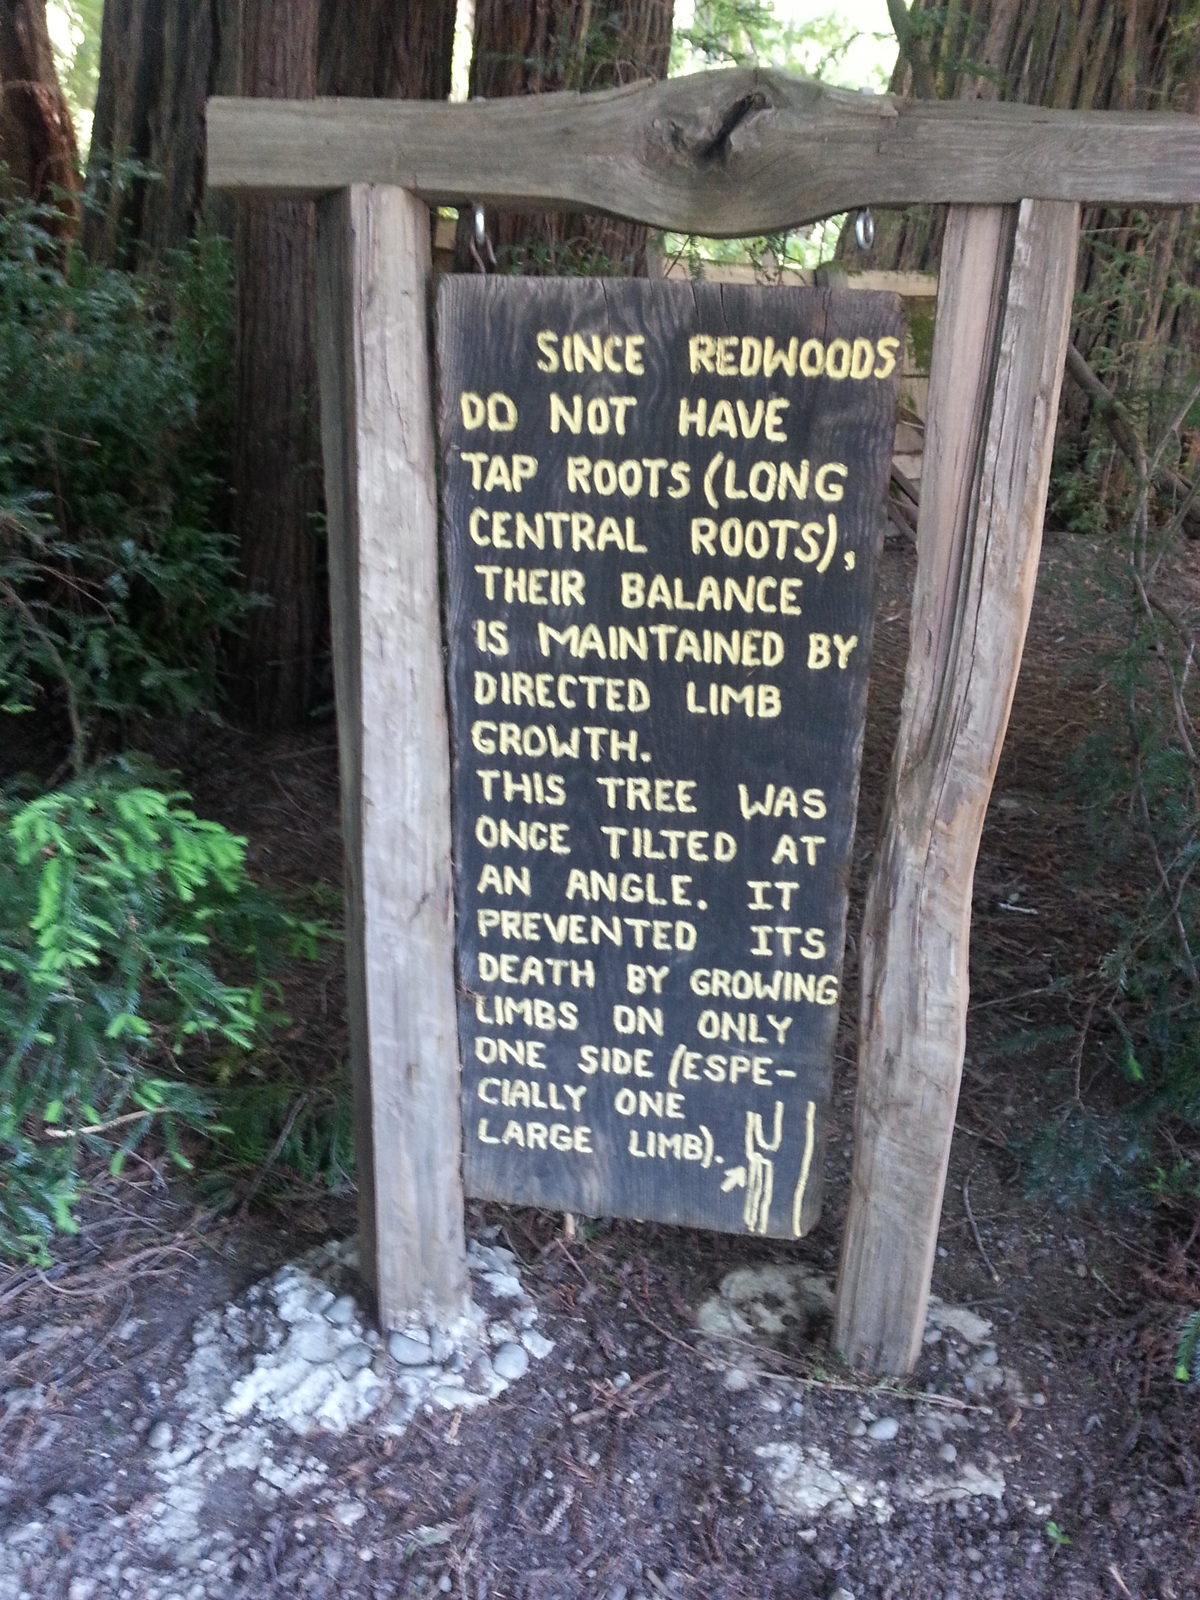 SINCE REDWOODS
DO NOT HAVE
TAP ROOTS (LONG
CENTRAL ROOTS),
THEIR BALANCE
IS MAINTAINED BY
DIRECTED LIMB
GROWTH.
THIS TREE WAS
ONCE TILTED AT
AN ANGLE. IT
PREVENTED ITS
DEATH BY GROWING
LIMBS ON ONLY
ONE SIDE (ESPE-
CIALLY ONE
LARGE LIMB).